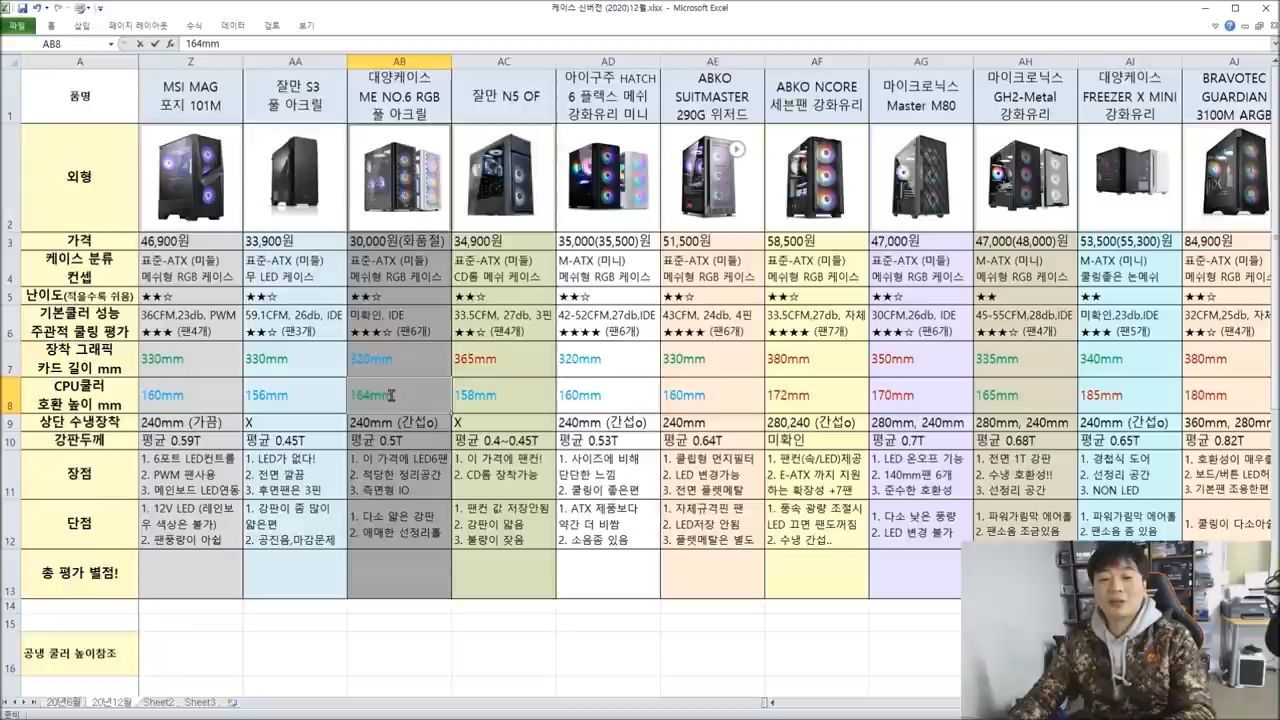 케이스 신버전 (2020)12월.xlsx - Microsoft Excel
파일 홈 삽입 페이지 레이아웃 수식 데이터 검토 보기
AB8 fx 164mm
A Z AA AB AC AD AE AF AG AH AI AJ
1 품명
MSI MAG
포지 101M
잘만 S3
풀 아크릴
대양케이스
ME NO.6 RGB
풀 아크릴
잘만 N5 OF
아이구주 HATCH
6 플렉스 메쉬
강화유리 미니
ABKO
SUITMASTER
290G 위저드
ABKO NCORE
세븐팬 강화유리
마이크로닉스
Master M80
마이크로닉스
GH2-Metal
강화유리
대양케이스
FREEZER X MINI
강화유리
BRAVOTEC
GUARDIAN
3100M ARGB
2 외형
3 가격 46,900원 33,900원 30,000원(화품절) 34,900원 35,000(35,500)원 51,500원 58,500원 47,000원 47,000(48,000)원 53,500(55,300)원 84,900원
4 케이스 분류 표준-ATX (미들) 표준-ATX (미들) 표준-ATX (미들) 표준-ATX (미들) M-ATX (미니) 표준-ATX (미들) 표준-ATX (미들) 표준-ATX (미들) M-ATX (미니) M-ATX (미니) 표준-ATX (미들)
컨셉 메쉬형 RGB 케이스 무 LED 케이스 메쉬형 RGB 케이스 CD롬 메쉬 케이스 메쉬형 RGB 케이스 메쉬형 RGB 케이스 메쉬형 RGB 케이스 메쉬형 RGB 케이스 메쉬형 RGB 케이스 쿨링좋은 논메쉬 메쉬형 RGB 케이스
5 난이도(적을수록 쉬움) ★★☆ ★★☆ ★★☆ ★★☆ ★★☆ ★★☆ ★★☆ ★★☆ ★★ ★★ ★★☆
6 기본쿨러 성능 36CFM,23db, PWM 59.1CFM, 26db, IDE 미확인, IDE 33.5CFM, 27db, 3핀 42-52CFM,27db,IDE 43CFM, 24db, 4핀 33.5CFM,27db, 자체 30CFM,26db, IDE 45-55CFM,28db,IDE 미확인,23db,IDE 32CFM,25db, 자
주관적 쿨링 평가 ★★★ (팬4개) ★★☆ (팬3개) ★★★☆ (팬6개) ★★☆ (팬4개) ★★★☆ (팬6개) ★★★★ (팬6개) ★★★★ (팬7개) ★★★☆ (팬6개) ★★★☆ (팬4개) ★★★ (팬5개) ★★☆ (팬4개)
7 장착 그래픽
카드 길이 mm 330mm 330mm 320mm 365mm 320mm 330mm 380mm 350mm 335mm 340mm 380mm
8 CPU쿨러
호환 높이 mm 160mm 156mm 164mm 158mm 160mm 160mm 172mm 170mm 165mm 185mm 180mm
9 상단 수냉장착 240mm (가끔) X 240mm (간섭o) X 240mm (간섭o) 240mm 280,240 (간섭o) 280mm, 240mm 280mm, 240mm 240mm (간섭o) 360mm, 280mm
10 강판두께 평균 0.59T 평균 0.45T 평균 0.5T 평균 0.4~0.45T 평균 0.53T 평균 0.64T 미확인 평균 0.7T 평균 0.68T 평균 0.65T 평균 0.82T
11 장점
1. 6포트 LED컨트롤
2. PWM 팬사용
3. 메인보드 LED연동
1. LED가 없다!
2. 전면 깔끔
3. 후면팬은 3핀
1. 이 가격에 LED6팬
2. 적당한 정리공간
3. 측면형 IO
1. 이 가격에 팬컨!
2. CD롬 장착가능
1. 사이즈에 비해
단단한 느낌
2. 쿨링이 좋은편
1. 클립형 먼지필터
2. LED 변경가능
3. 전면 플렛메탈
1. 팬컨(속/LED)제공
2. E-ATX 까지 지원
하는 확장성 +7팬
1. LED 온오프 기능
2. 140mm팬 6개
3. 준수한 호환성
1. 전면 1T 강판
2. 수냉 호환성!!
3. 선정리 공간
1. 경첩식 도어
2. 선정리 공간
3. NON LED
1. 호환성이 매우
2. 보드/버튼 LED허
3. 기본팬 조용한편
12 단점
1. 12V LED (레인보
우 색상은 불가)
2. 팬풍량이 아쉽
1. 강판이 좀 많이
얇은편
2. 공진음,마감문제
1. 다소 얇은 강판
2. 애매한 선정리홀
1. 팬컨 값 저장안됨
2. 강판이 얇음
3. 불량이 잦음
1. ATX 제품보다
약간 더 비쌈
2. 소음좀 있음
1. 자체규격핀 팬
2. LED저장 안됨
3. 플렛메탈은 별도
1. 풍속 광량 조절시
LED 끄면 팬도꺼짐
2. 수냉 간섭..
1. 다소 낮은 풍량
2. LED 변경 불가
1. 파워가림막 에어홀
2. 팬소음 조금있음
1. 파워가림막 에어홀
2. 팬소음 좀 있음
1. 쿨링이 다소아쉽
13 총 평가 별점!
14
15
16 공냉 쿨러 높이참조
20년6월 20년12월 Sheet2 Sheet3
준비